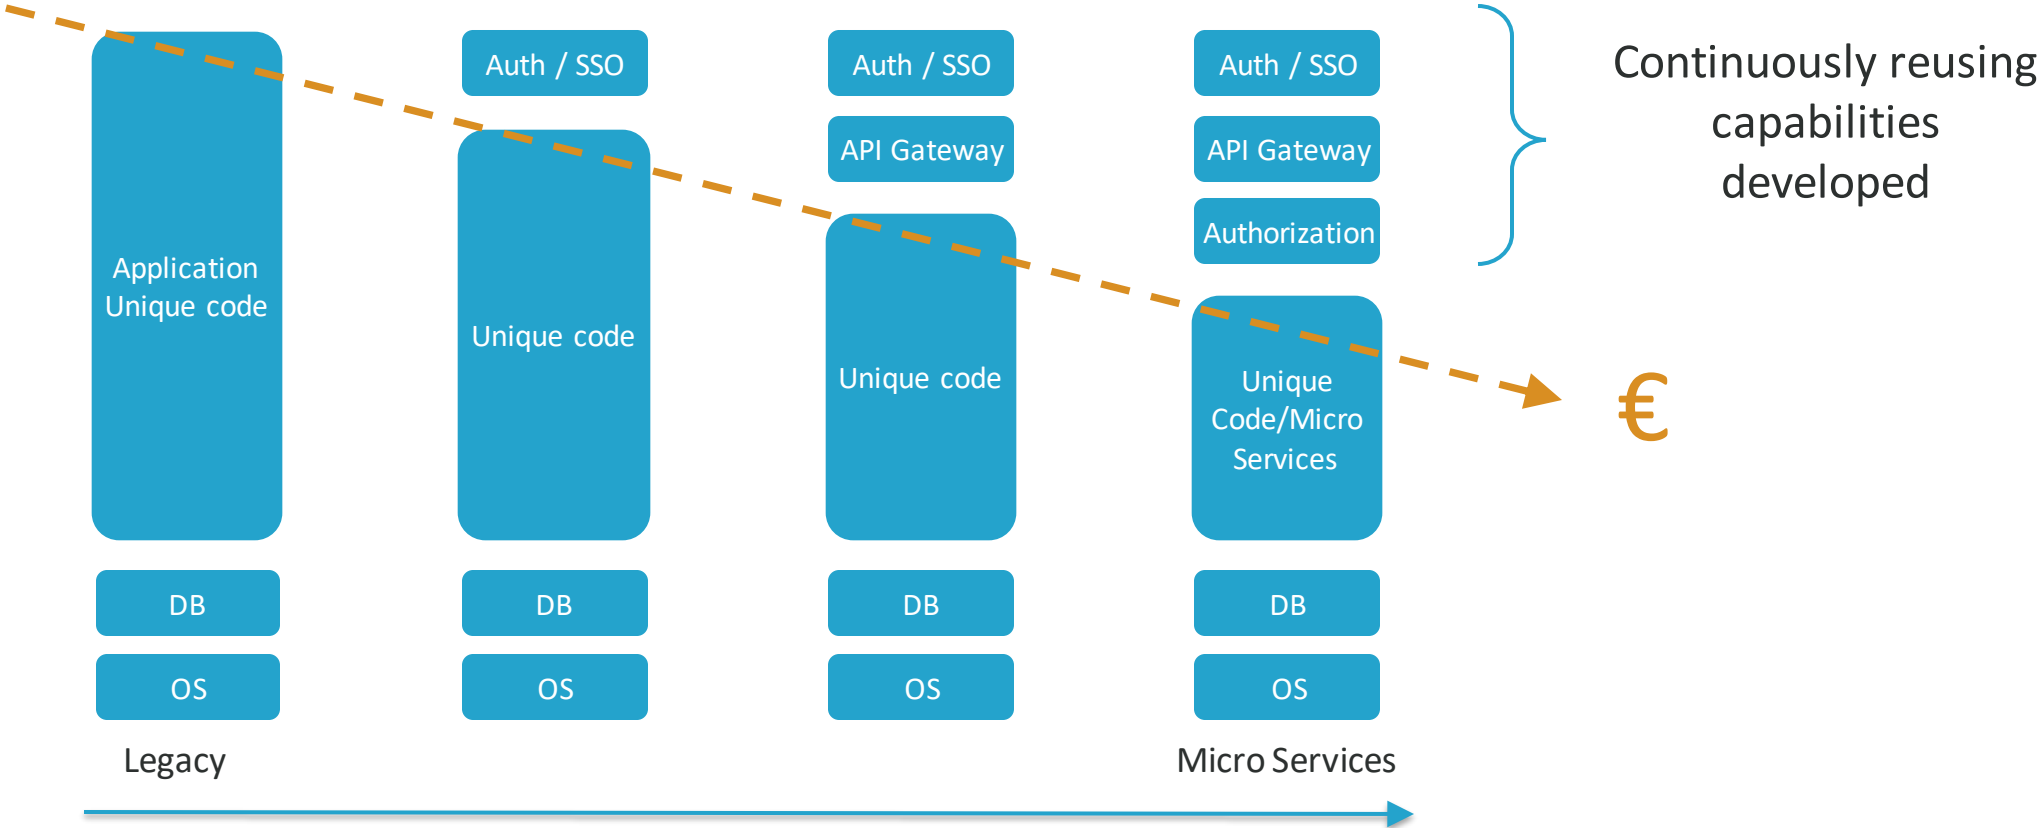 Application
Unique code
DB
OS
Legacy
Auth / SSO
Unique code
DB
OS
Auth / SSO
API Gateway
Unique code
DB
OS
Auth / SSO
API Gateway
Authorization
Unique
Code/Micro
Services
DB
OS
Micro Services
Continuously reusing
capabilities
developed
€